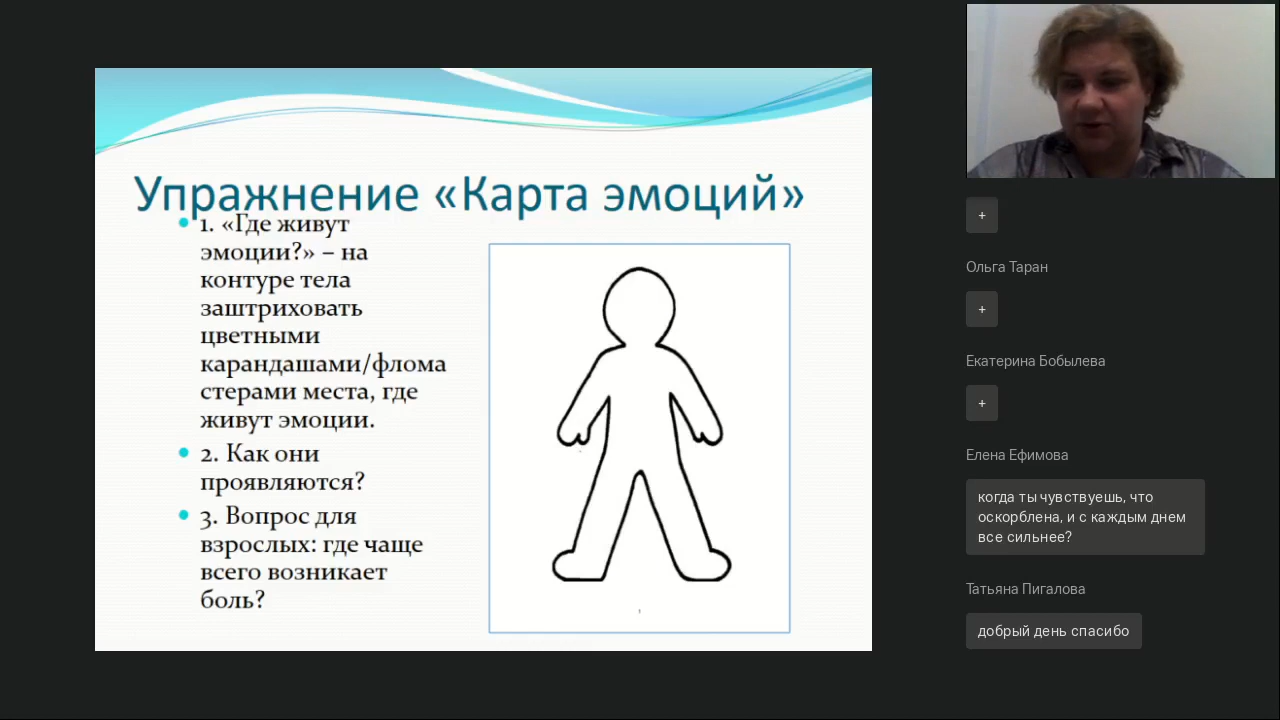 Упражнение «Карта эмоций»
1. «Где живут
эмоции?» – на
контуре тела
заштриховать
цветными
карандашами/флома
стерами места, где
живут эмоции.
2. Как они
проявляются?
3. Вопрос для
взрослых: где чаще
всего возникает
боль?
+
Ольга Таран
+
Екатерина Бобылева
+
Елена Ефимова
когда ты чувствуешь, что
оскорблена, и с каждым днем
все сильнее?
Татьяна Пигалова
добрый день спасибо